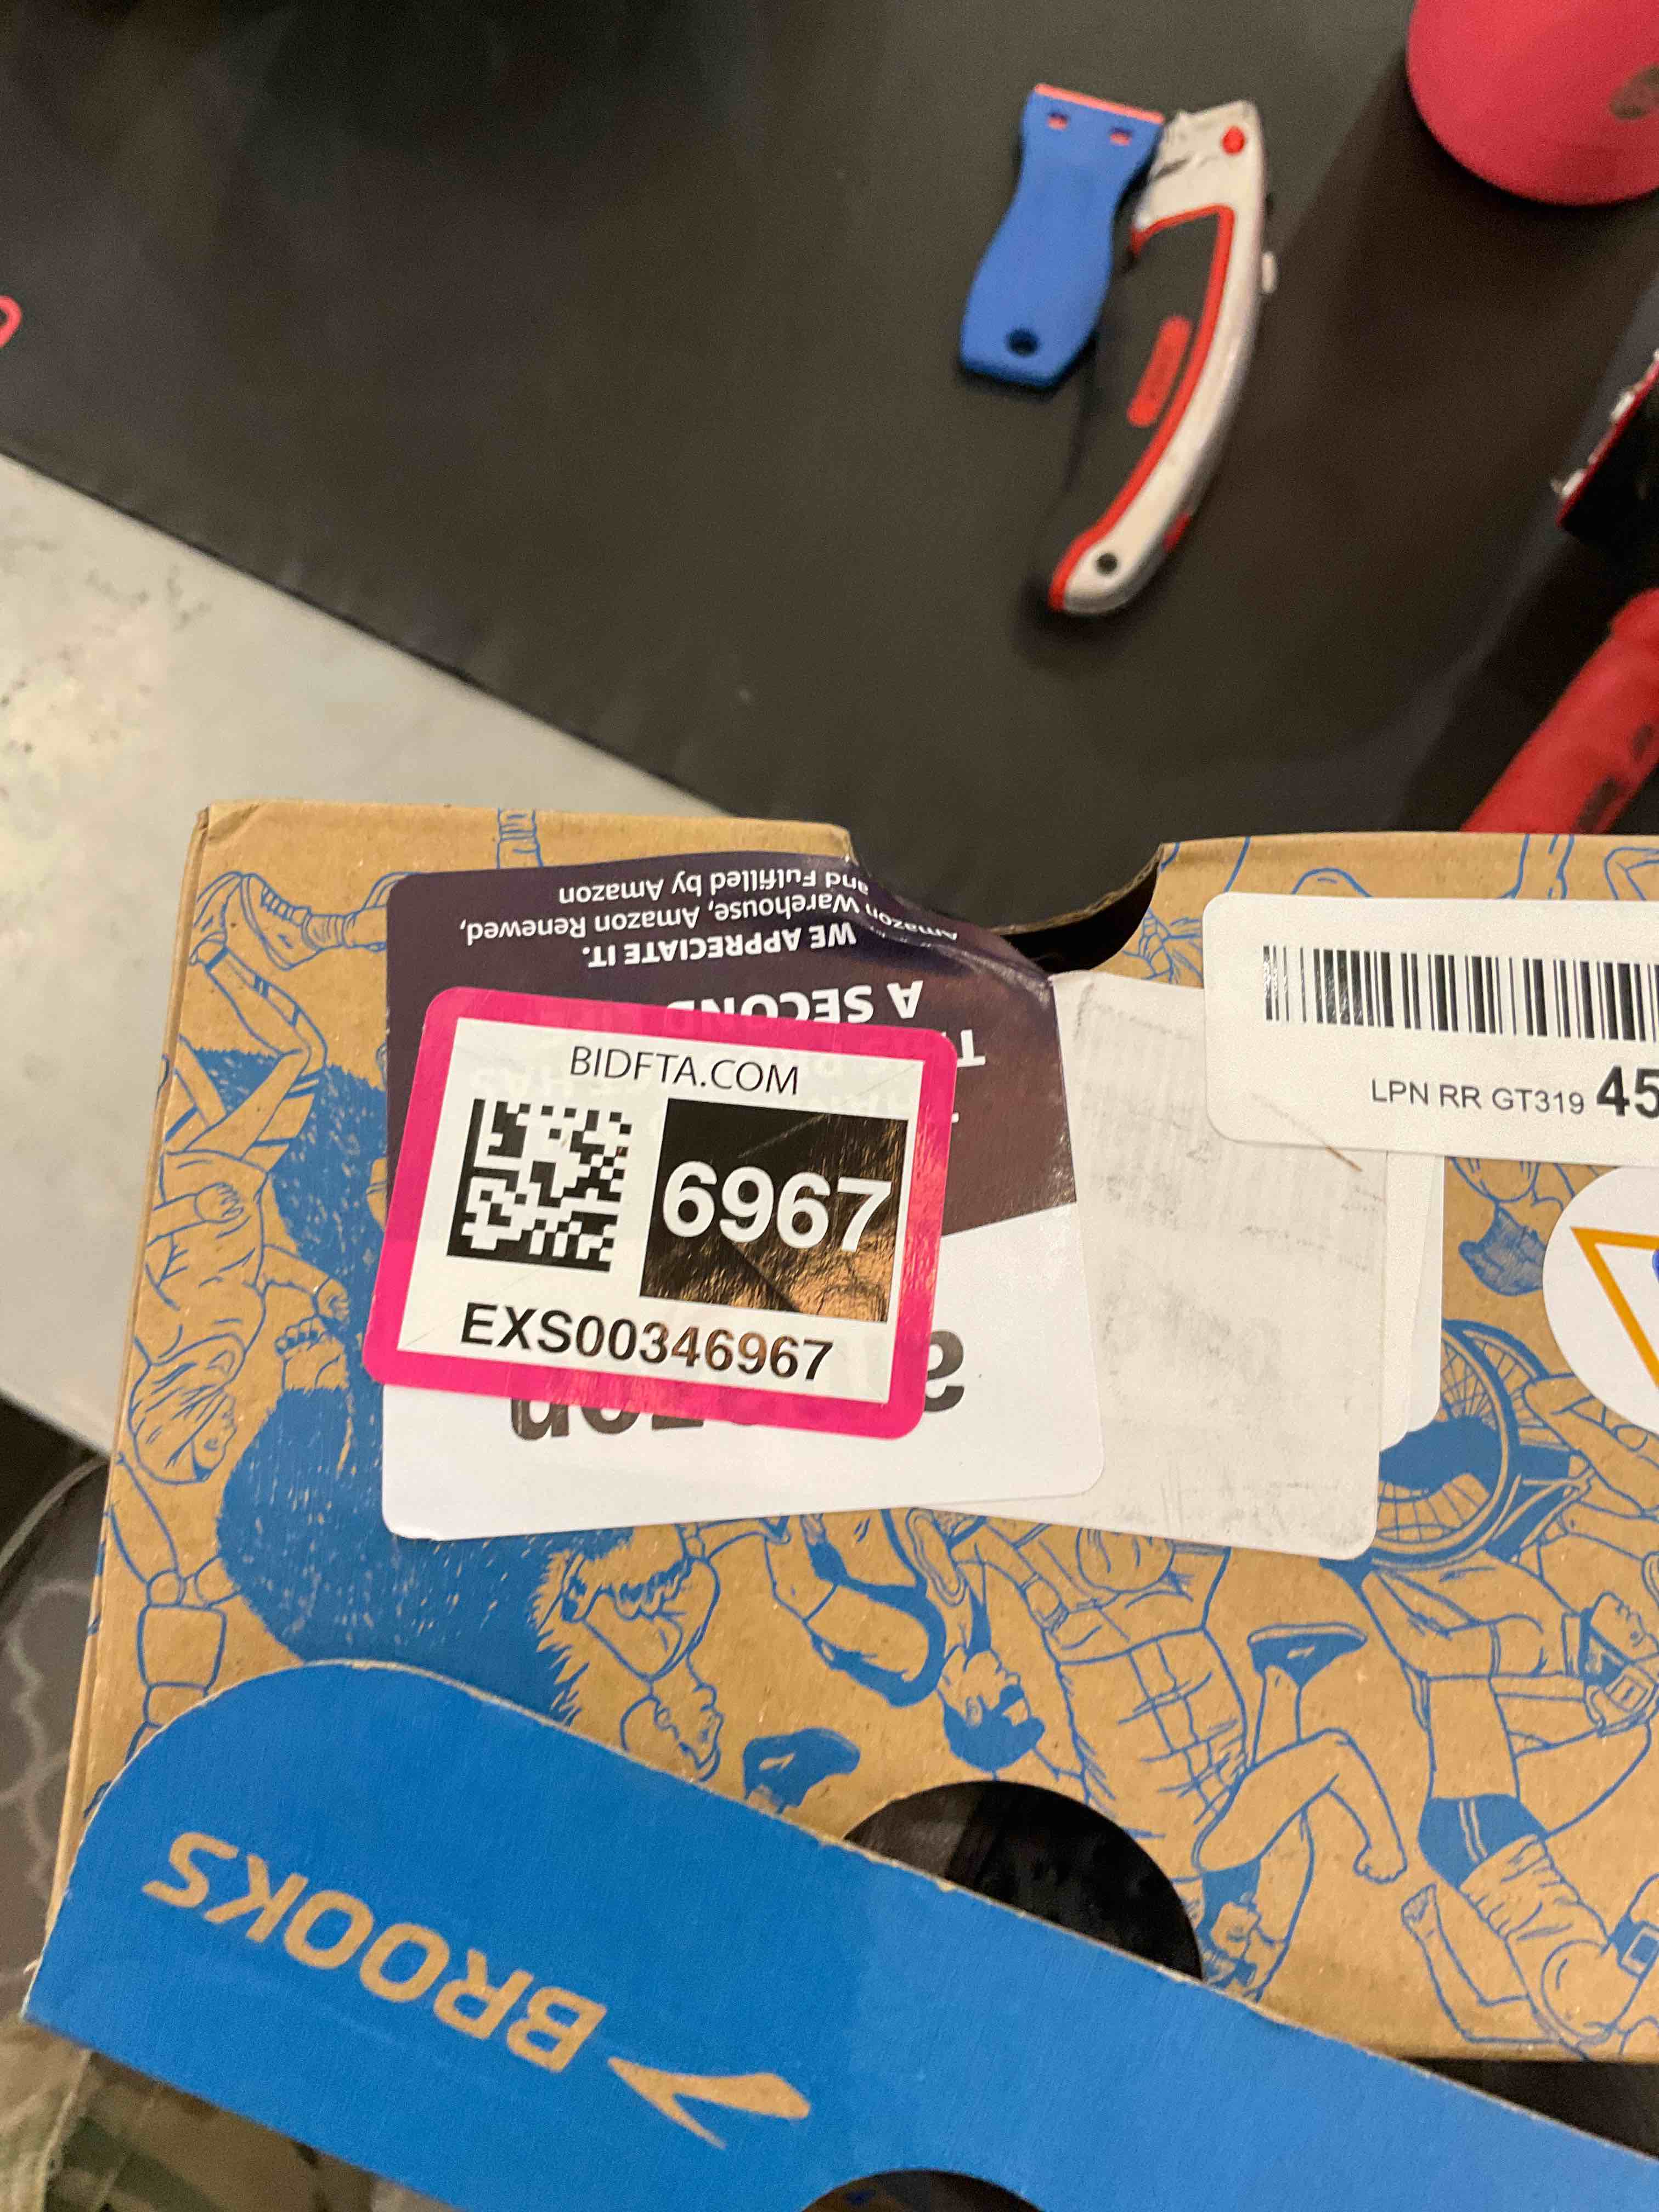 and Fulfilled by Amazon
Amazon Warehouse, Amazon Renewed,
WE APPRECIATE IT.
A SECOND
BIDFTA.COM
6967
EXS00346967
LPN RR GT319 45
BROOKS